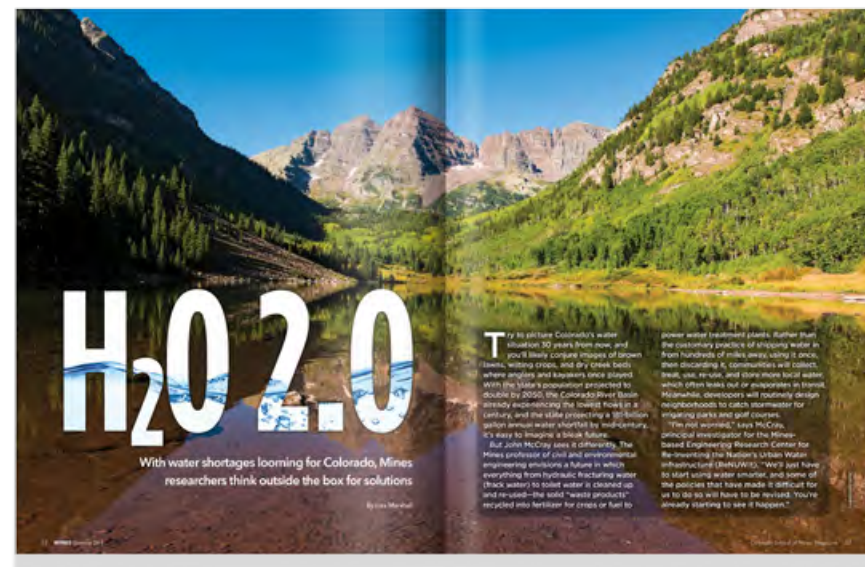 H2O 2.0
With water shortages looming for Colorado, Mines
researchers think outside the box for solutions
By Lisa Marshall
Try to picture Colorado's water
situation 30 years from now, and
you'll likely conjure images of brown
lawns, wilting crops, and dry creek beds
where anglers and kayakers once played.
With the state's population projected to
double by 2050, the Colorado River Basin
already experiencing the lowest flows in a
century, and the state projecting a 181-billion
gallon annual water shortfall by mid-century,
it's easy to imagine a bleak future.
But John McCray sees it differently. The
Mines professor of civil and environmental
engineering envisions a future in which
everything from hydraulic fracturing water
(frack water) to toilet water is cleaned up
and re-used—the solid "waste products"
recycled into fertilizer for crops or fuel to
power water treatment plants. Rather than
the customary practice of shipping water in
from hundreds of miles away, using it once,
then discarding it, communities will collect,
treat, use, re-use, and store more local water,
which often leaks out or evaporates in transit.
Meanwhile, developers will routinely design
neighborhoods to catch stormwater for
irrigating parks and golf courses.
"I'm not worried," says McCray,
principal investigator for the Mines-
based Engineering Research Center for
Re-Inventing the Nation's Urban Water
Infrastructure (ReNUWIt). "We'll just have
to start using water smarter, and some of
the policies that have made it difficult for
us to do so will have to be revised. You're
already starting to see it happen."
MINES
Colorado School of Mines Magazine